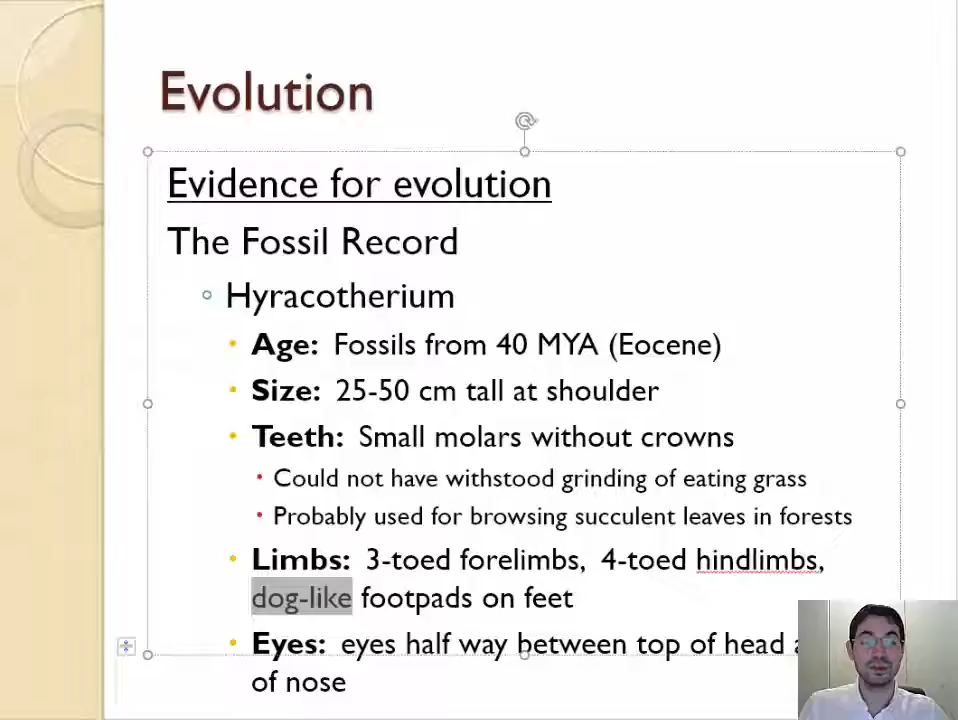 Evolution
Evidence for evolution
The Fossil Record
Hyracotherium
Age: Fossils from 40 MYA (Eocene)
Size: 25-50 cm tall at shoulder
Teeth: Small molars without crowns
Could not have withstood grinding of eating grass
Probably used for browsing succulent leaves in forests
Limbs: 3-toed forelimbs, 4-toed hindlimbs,
dog-like footpads on feet
Eyes: eyes half way between top of head
of nose